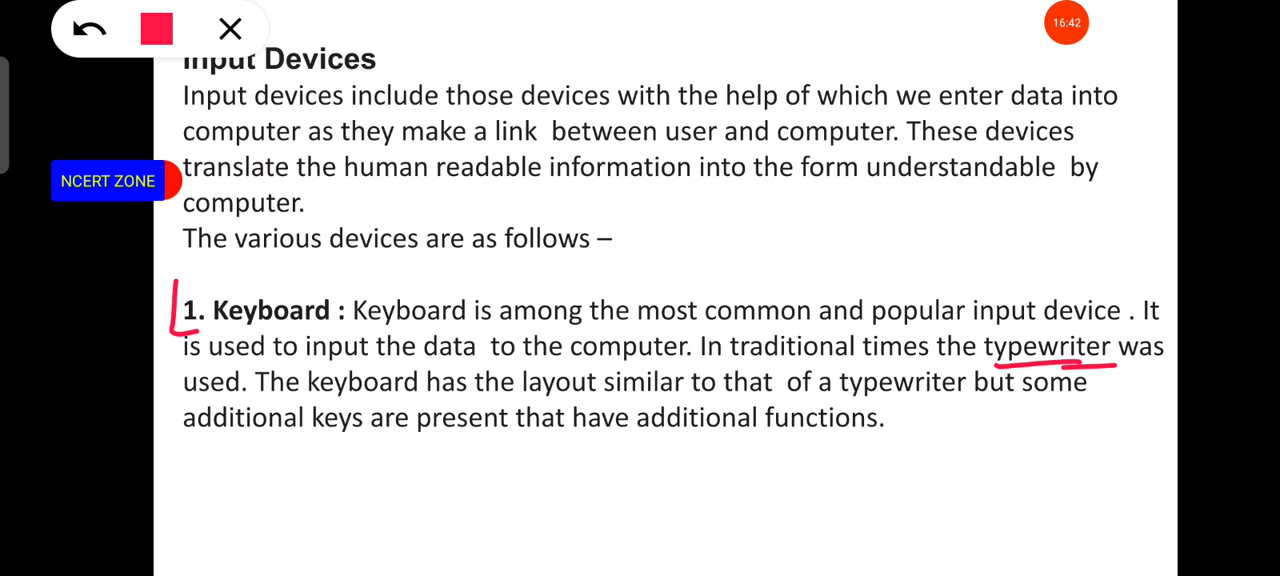 16:42
Input Devices
Input devices include those devices with the help of which we enter data into
computer as they make a link between user and computer. These devices
NCERT ZONE
translate the human readable information into the form understandable by
computer.
The various devices are as follows –
1. Keyboard : Keyboard is among the most common and popular input device . It
is used to input the data to the computer. In traditional times the typewriter was
used. The keyboard has the layout similar to that of a typewriter but some
additional keys are present that have additional functions.